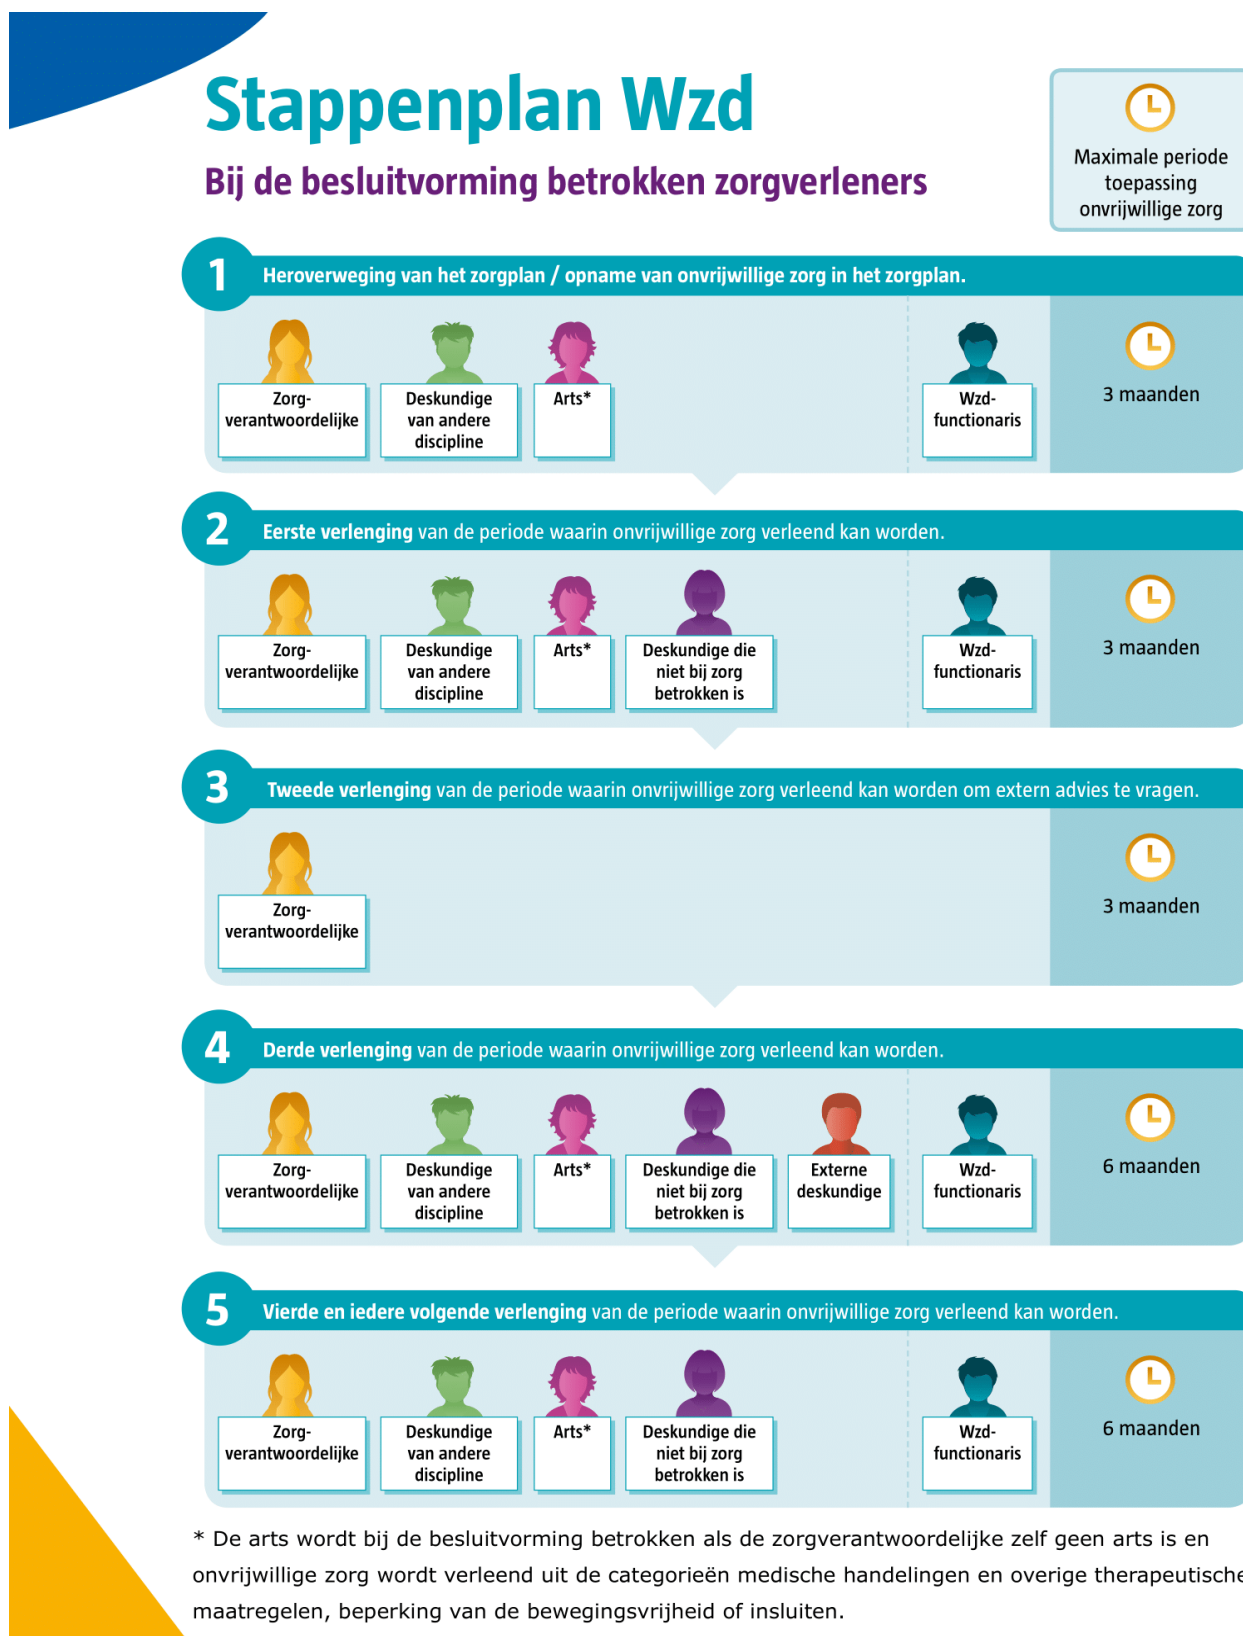 Stappenplan Wzd
Bij de besluitvorming betrokken zorgverleners
Maximale periode
toepassing
onvrijwillige zorg
1
Heroverweging van het zorgplan / opname van onvrijwillige zorg in het zorgplan.
Zorg-
verantwoordelijke
Deskundige
van andere
discipline
Arts*
Wzd-
functionaris
3 maanden
2
Eerste verlenging van de periode waarin onvrijwillige zorg verleend kan worden.
Zorg-
verantwoordelijke
Deskundige
van andere
discipline
Arts*
Deskundige die
niet bij zorg
betrokken is
Wzd-
functionaris
3 maanden
3
Tweede verlenging van de periode waarin onvrijwillige zorg verleend kan worden om extern advies te vragen.
Zorg-
verantwoordelijke
3 maanden
4
Derde verlenging van de periode waarin onvrijwillige zorg verleend kan worden.
Zorg-
verantwoordelijke
Deskundige
van andere
discipline
Arts*
Deskundige die
niet bij zorg
betrokken is
Externe
deskundige
Wzd-
functionaris
6 maanden
5
Vierde en iedere volgende verlenging van de periode waarin onvrijwillige zorg verleend kan worden.
Zorg-
verantwoordelijke
Deskundige
van andere
discipline
Arts*
Deskundige die
niet bij zorg
betrokken is
Wzd-
functionaris
6 maanden
* De arts wordt bij de besluitvorming betrokken als de zorgverantwoordelijke zelf geen arts is en
onvrijwillige zorg wordt verleend uit de categorieën medische handelingen en overige therapeutische
maatregelen, beperking van de bewegingsvrijheid of insluiten.